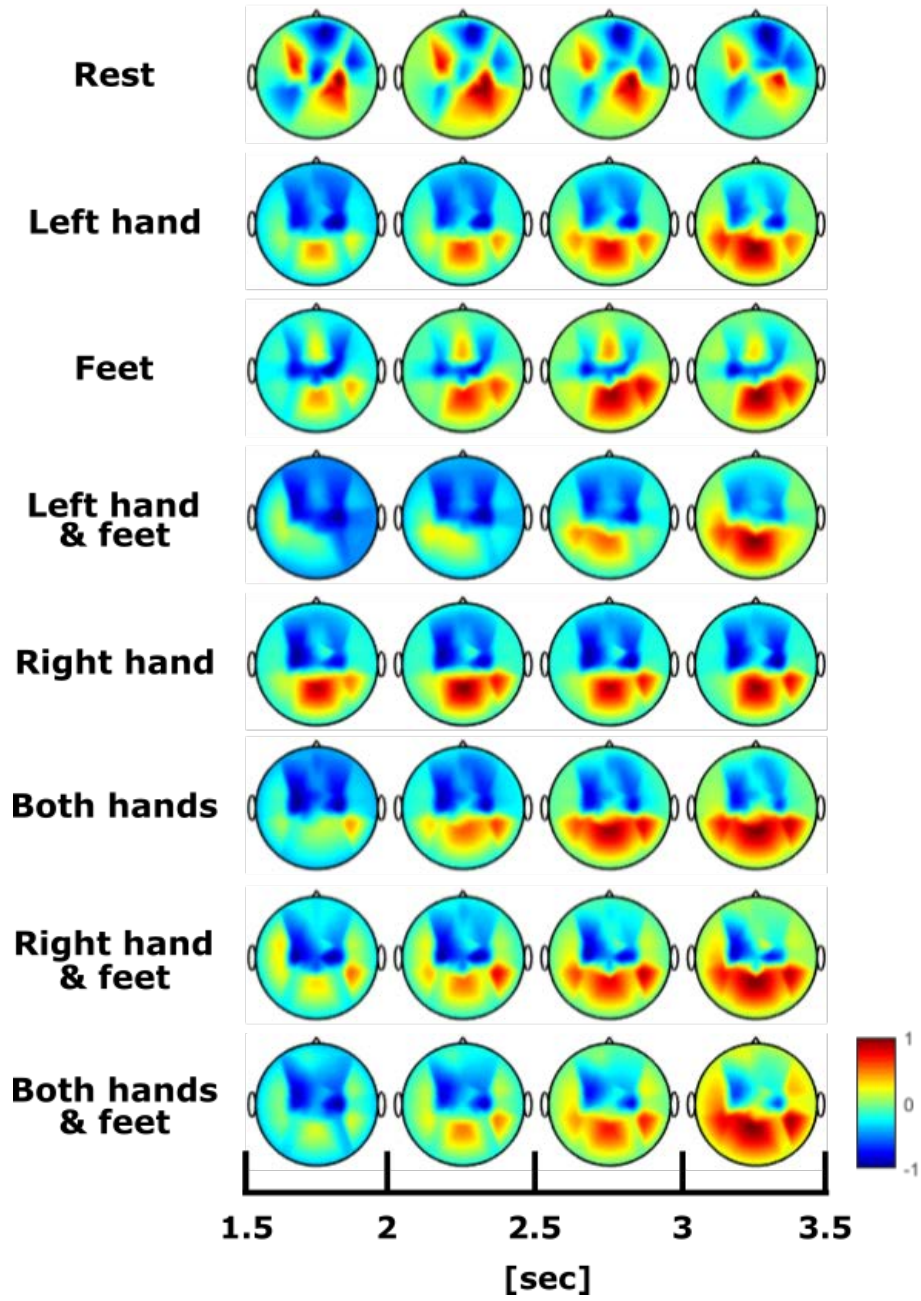 Rest
Left hand
Feet
Left hand
& feet
Right hand
Both hands
Right hand
& feet
Both hands
& feet
1
0
-1
1.5
2
2.5
3
3.5
[sec]